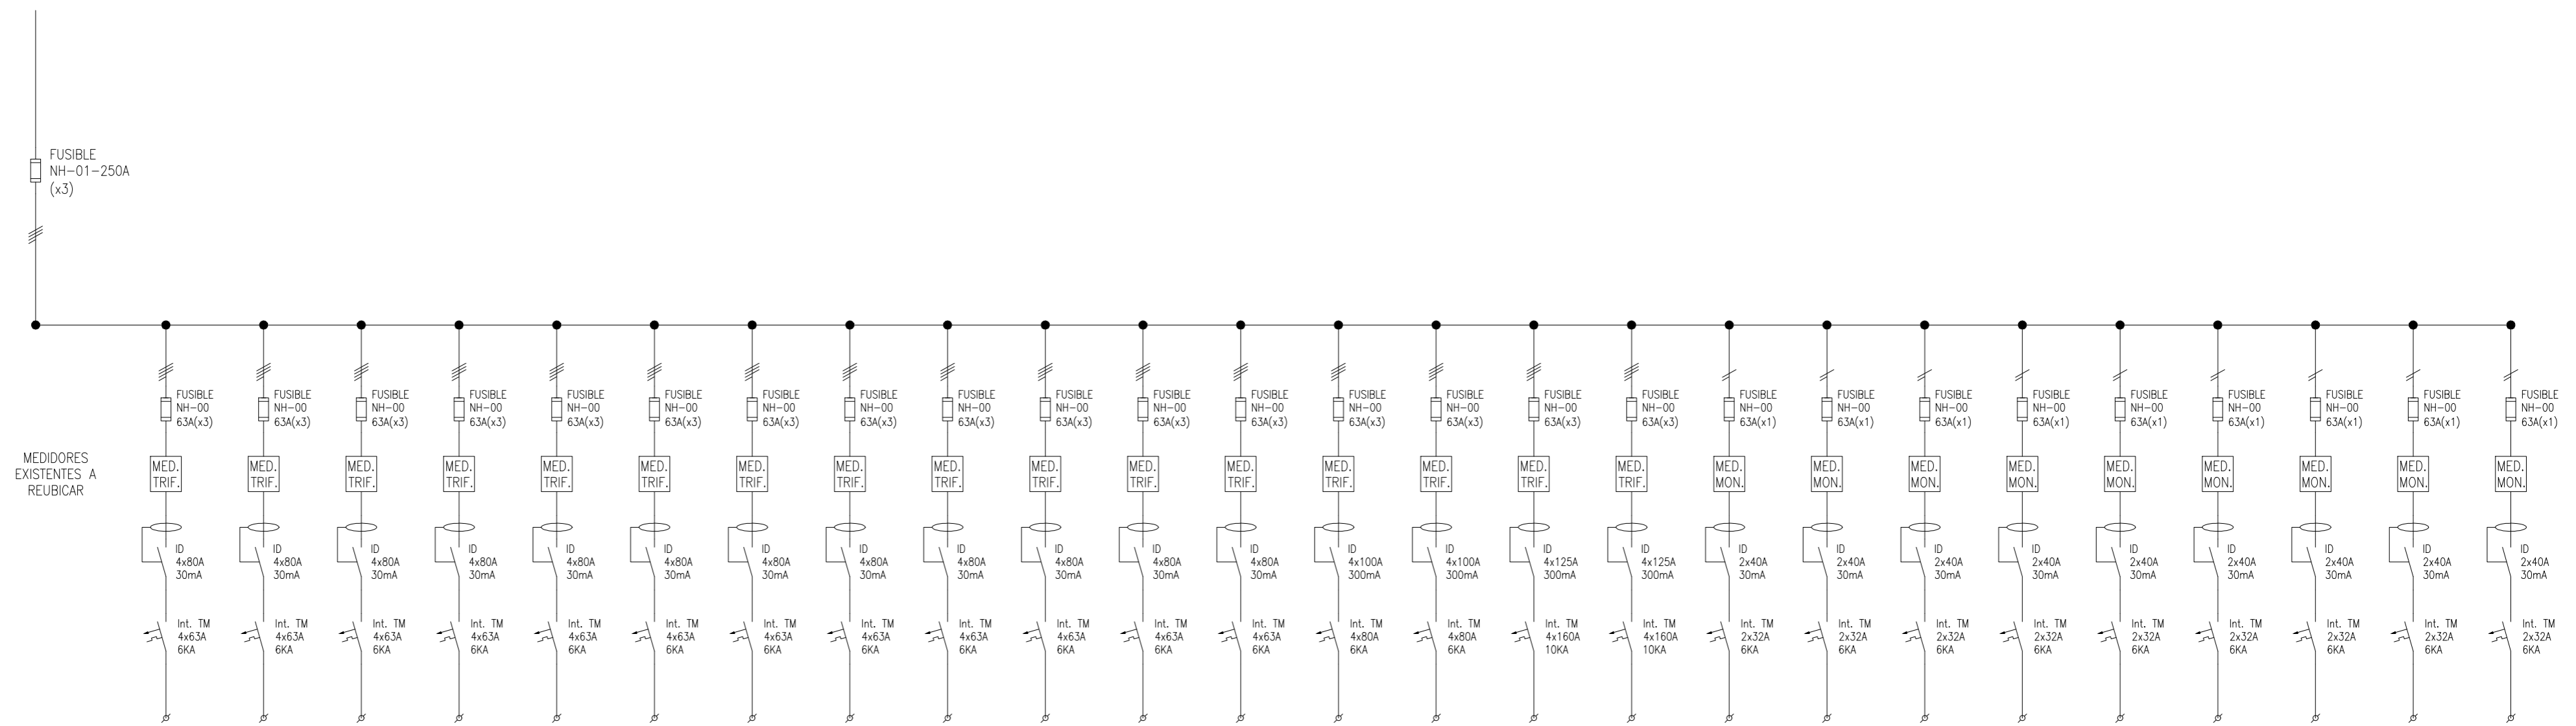 FUSIBLE
NH-01-250A
(x3)
FUSIBLE FUSIBLE FUSIBLE FUSIBLE FUSIBLE FUSIBLE FUSIBLE FUSIBLE FUSIBLE FUSIBLE FUSIBLE FUSIBLE FUSIBLE FUSIBLE FUSIBLE FUSIBLE FUSIBLE FUSIBLE FUSIBLE FUSIBLE FUSIBLE FUSIBLE FUSIBLE FUSIBLE FUSIBLE
NH-00 NH-00 NH-00 NH-00 NH-00 NH-00 NH-00 NH-00 NH-00 NH-00 NH-00 NH-00 NH-00 NH-00 NH-00 NH-00 NH-00 NH-00 NH-00 NH-00 NH-00 NH-00 NH-00 NH-00 NH-00
63A(x3) 63A(x3) 63A(x3) 63A(x3) 63A(x3) 63A(x3) 63A(x3) 63A(x3) 63A(x3) 63A(x3) 63A(x3) 63A(x3) 63A(x3) 63A(x3) 63A(x3) 63A(x3) 63A(x1) 63A(x1) 63A(x1) 63A(x1) 63A(x1) 63A(x1) 63A(x1) 63A(x1) 63A(x1)
MEDIDORES
EXISTENTES A
REUBICAR
MED. MED. MED. MED. MED. MED. MED. MED. MED. MED. MED. MED. MED. MED. MED. MED. MED. MED. MED. MED. MED. MED. MED. MED. MED.
TRIF. TRIF. TRIF. TRIF. TRIF. TRIF. TRIF. TRIF. TRIF. TRIF. TRIF. TRIF. TRIF. TRIF. TRIF. TRIF. MON. MON. MON. MON. MON. MON. MON. MON. MON.
ID ID ID ID ID ID ID ID ID ID ID ID ID ID ID ID ID ID ID ID ID ID ID ID ID
4x80A 4x80A 4x80A 4x80A 4x80A 4x80A 4x80A 4x80A 4x80A 4x80A 4x80A 4x80A 4x100A 4x100A 4x125A 4x125A 2x40A 2x40A 2x40A 2x40A 2x40A 2x40A 2x40A 2x40A 2x40A
30mA 30mA 30mA 30mA 30mA 30mA 30mA 30mA 30mA 30mA 30mA 30mA 300mA 300mA 300mA 300mA 30mA 30mA 30mA 30mA 30mA 30mA 30mA 30mA 30mA
Int. TM Int. TM Int. TM Int. TM Int. TM Int. TM Int. TM Int. TM Int. TM Int. TM Int. TM Int. TM Int. TM Int. TM Int. TM Int. TM Int. TM Int. TM Int. TM Int. TM Int. TM Int. TM Int. TM Int. TM Int. TM
4x63A 4x63A 4x63A 4x63A 4x63A 4x63A 4x63A 4x63A 4x63A 4x63A 4x63A 4x63A 4x80A 4x80A 4x160A 4x160A 2x32A 2x32A 2x32A 2x32A 2x32A 2x32A 2x32A 2x32A 2x32A
6KA 6KA 6KA 6KA 6KA 6KA 6KA 6KA 6KA 6KA 6KA 6KA 6KA 6KA 10KA 10KA 6KA 6KA 6KA 6KA 6KA 6KA 6KA 6KA 6KA